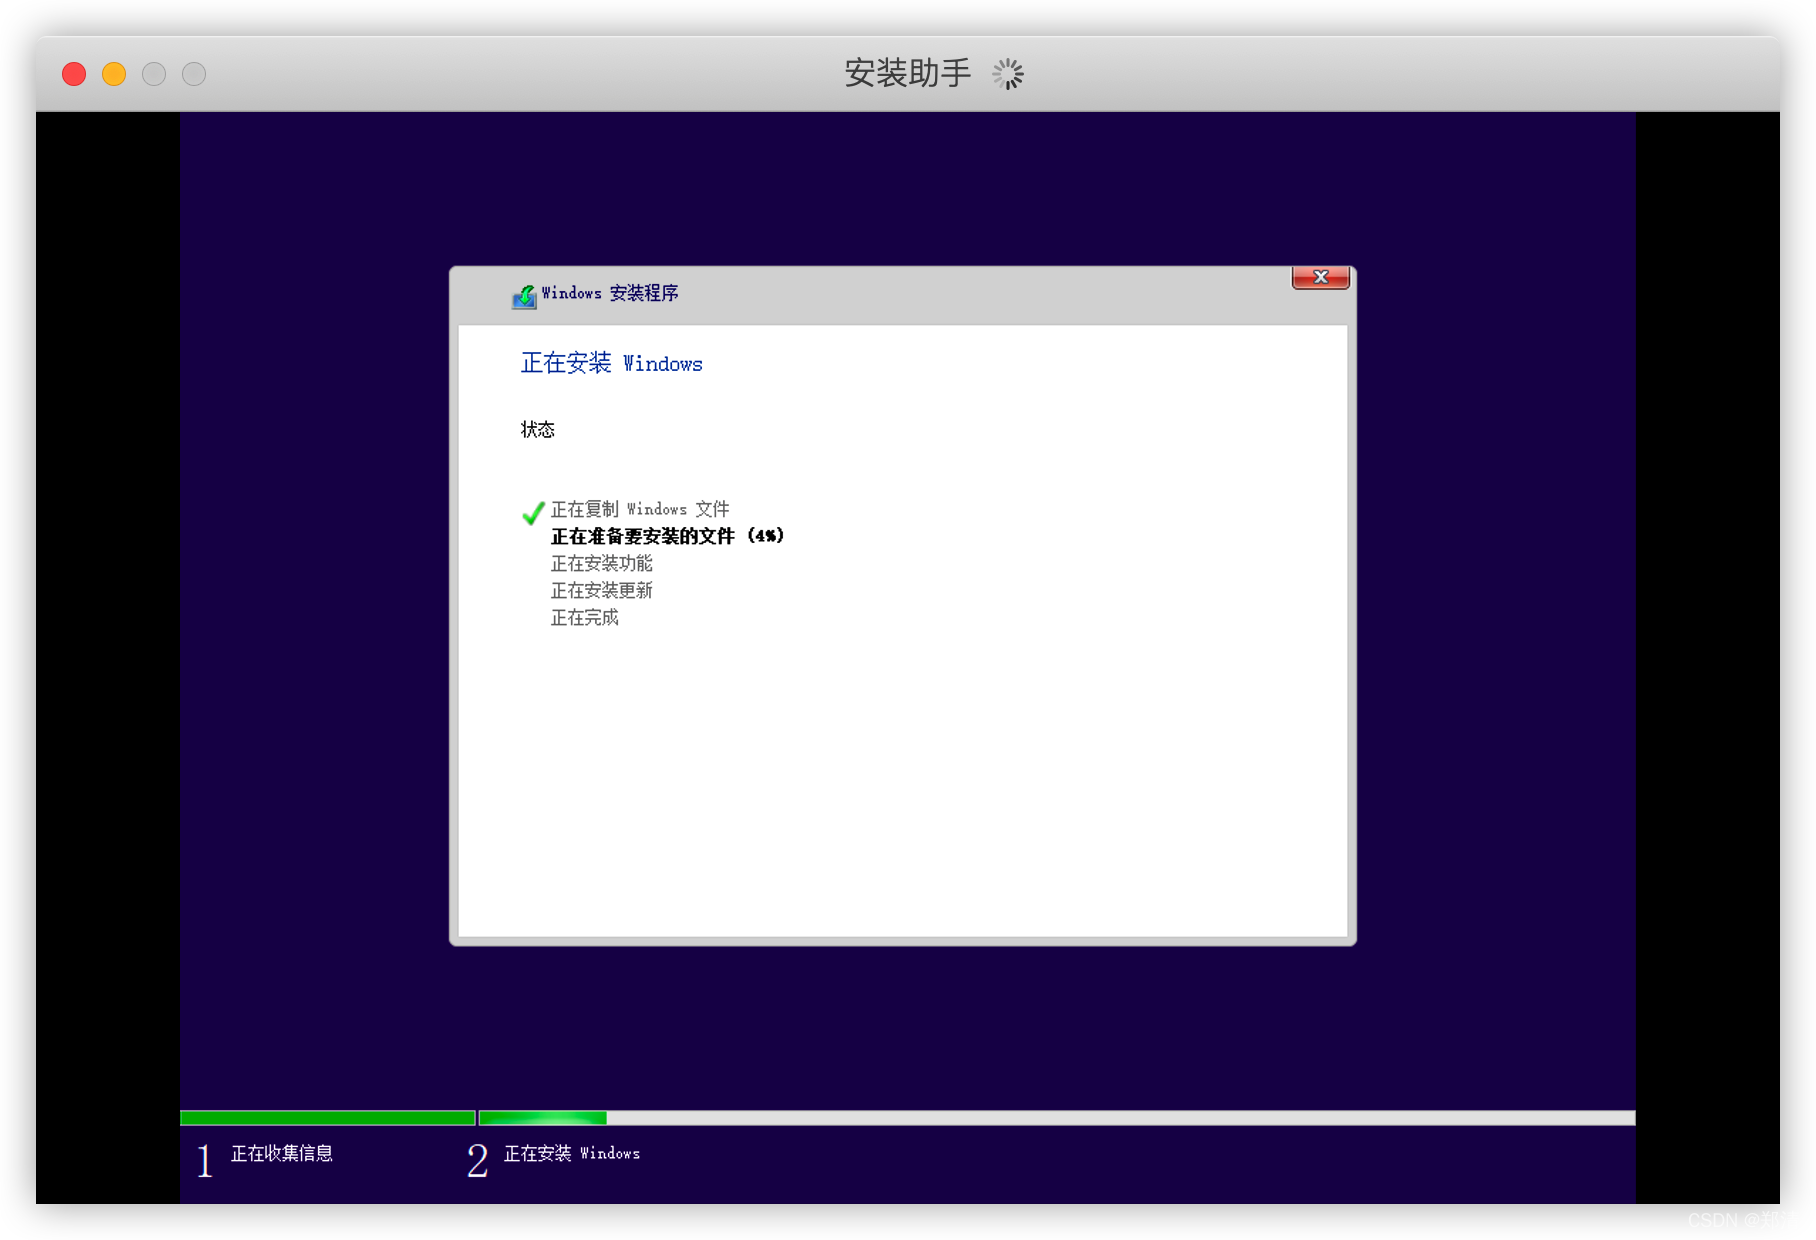 安装助手
Windows 安装程序
正在安装 Windows
状态
正在复制 Windows 文件
正在准备要安装的文件 (4%)
正在安装功能
正在安装更新
正在完成
1 正在收集信息
2 正在安装 Windows
CSDN @郑